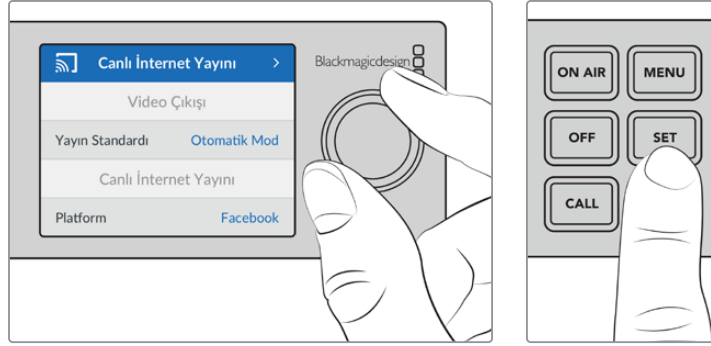 Canlı İnternet Yayını
Video Çıkışı
Yayın Standardı Otomatik Mod
Canlı İnternet Yayını
Platform Facebook
Blackmagicdesign
ON AIR MENU
OFF SET
CALL